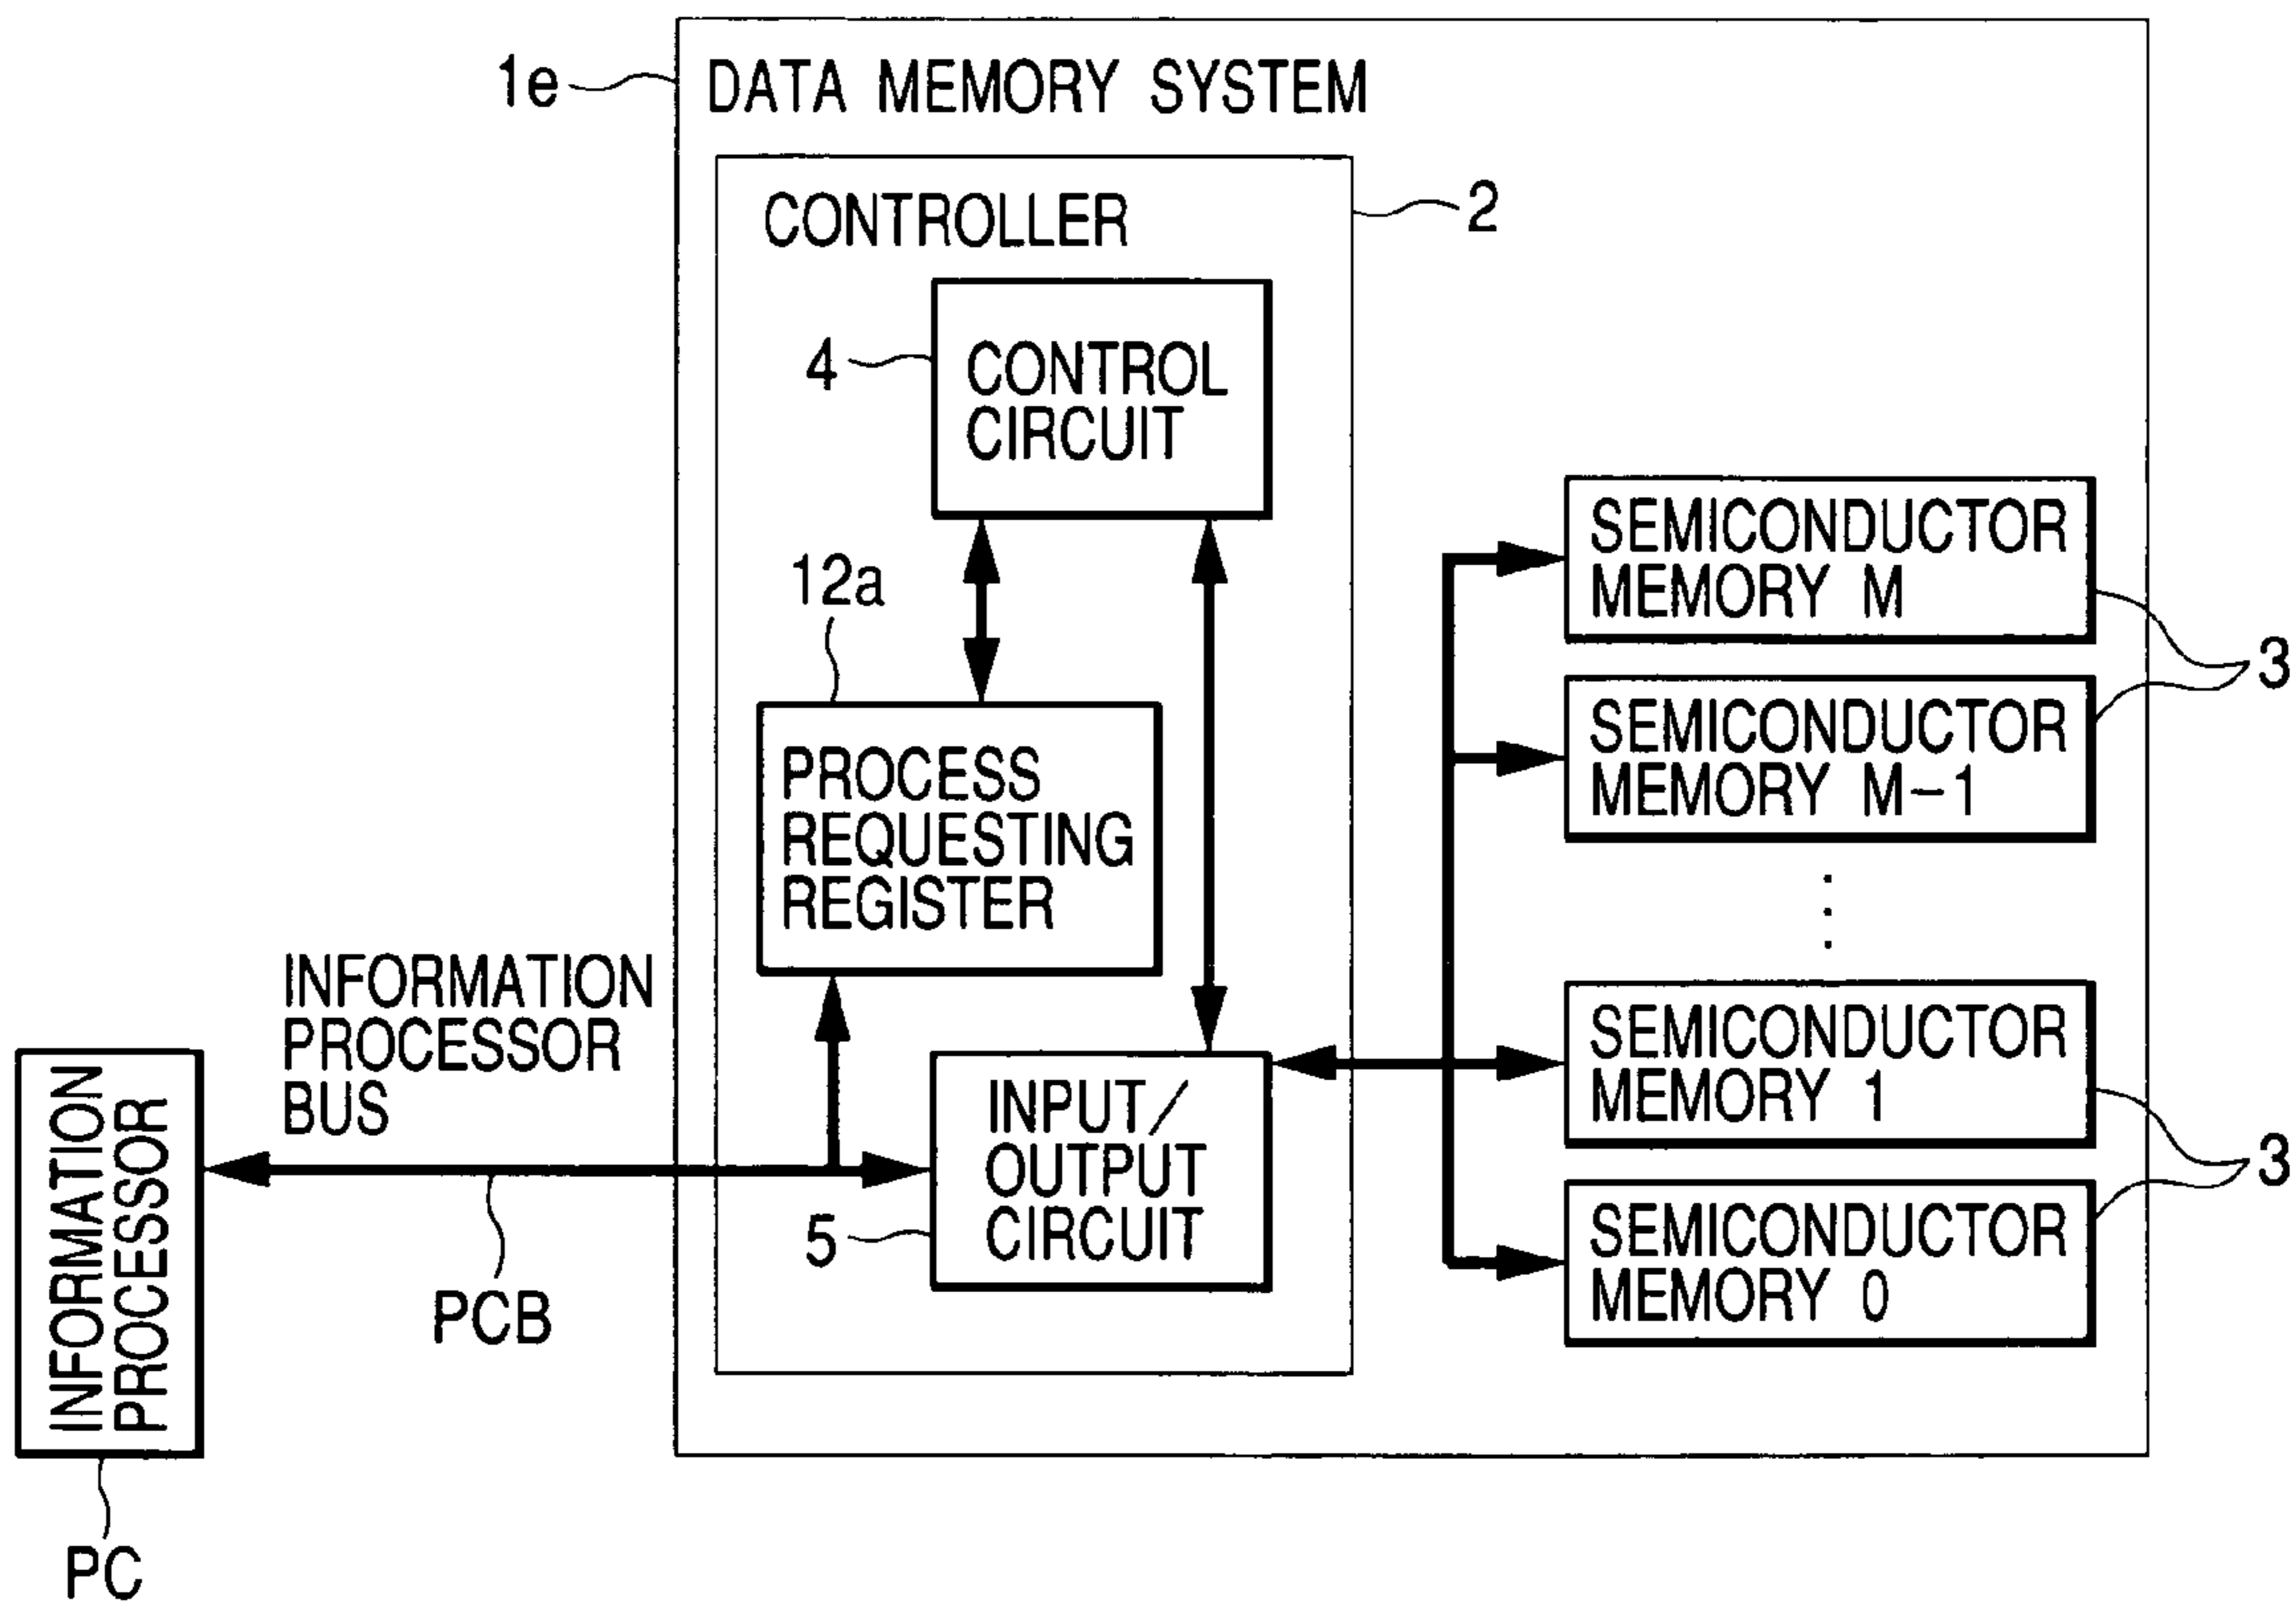 1e
DATA MEMORY SYSTEM
CONTROLLER
2
4
CONTROL
CIRCUIT
12a
PROCESS
REQUESTING
REGISTER
INPUT/
OUTPUT
CIRCUIT
5
INFORMATION
PROCESSOR
BUS
PCB
INFORMATION
PROCESSOR
PC
SEMICONDUCTOR
MEMORY M
SEMICONDUCTOR
MEMORY M-1
3
SEMICONDUCTOR
MEMORY 1
SEMICONDUCTOR
MEMORY 0
3